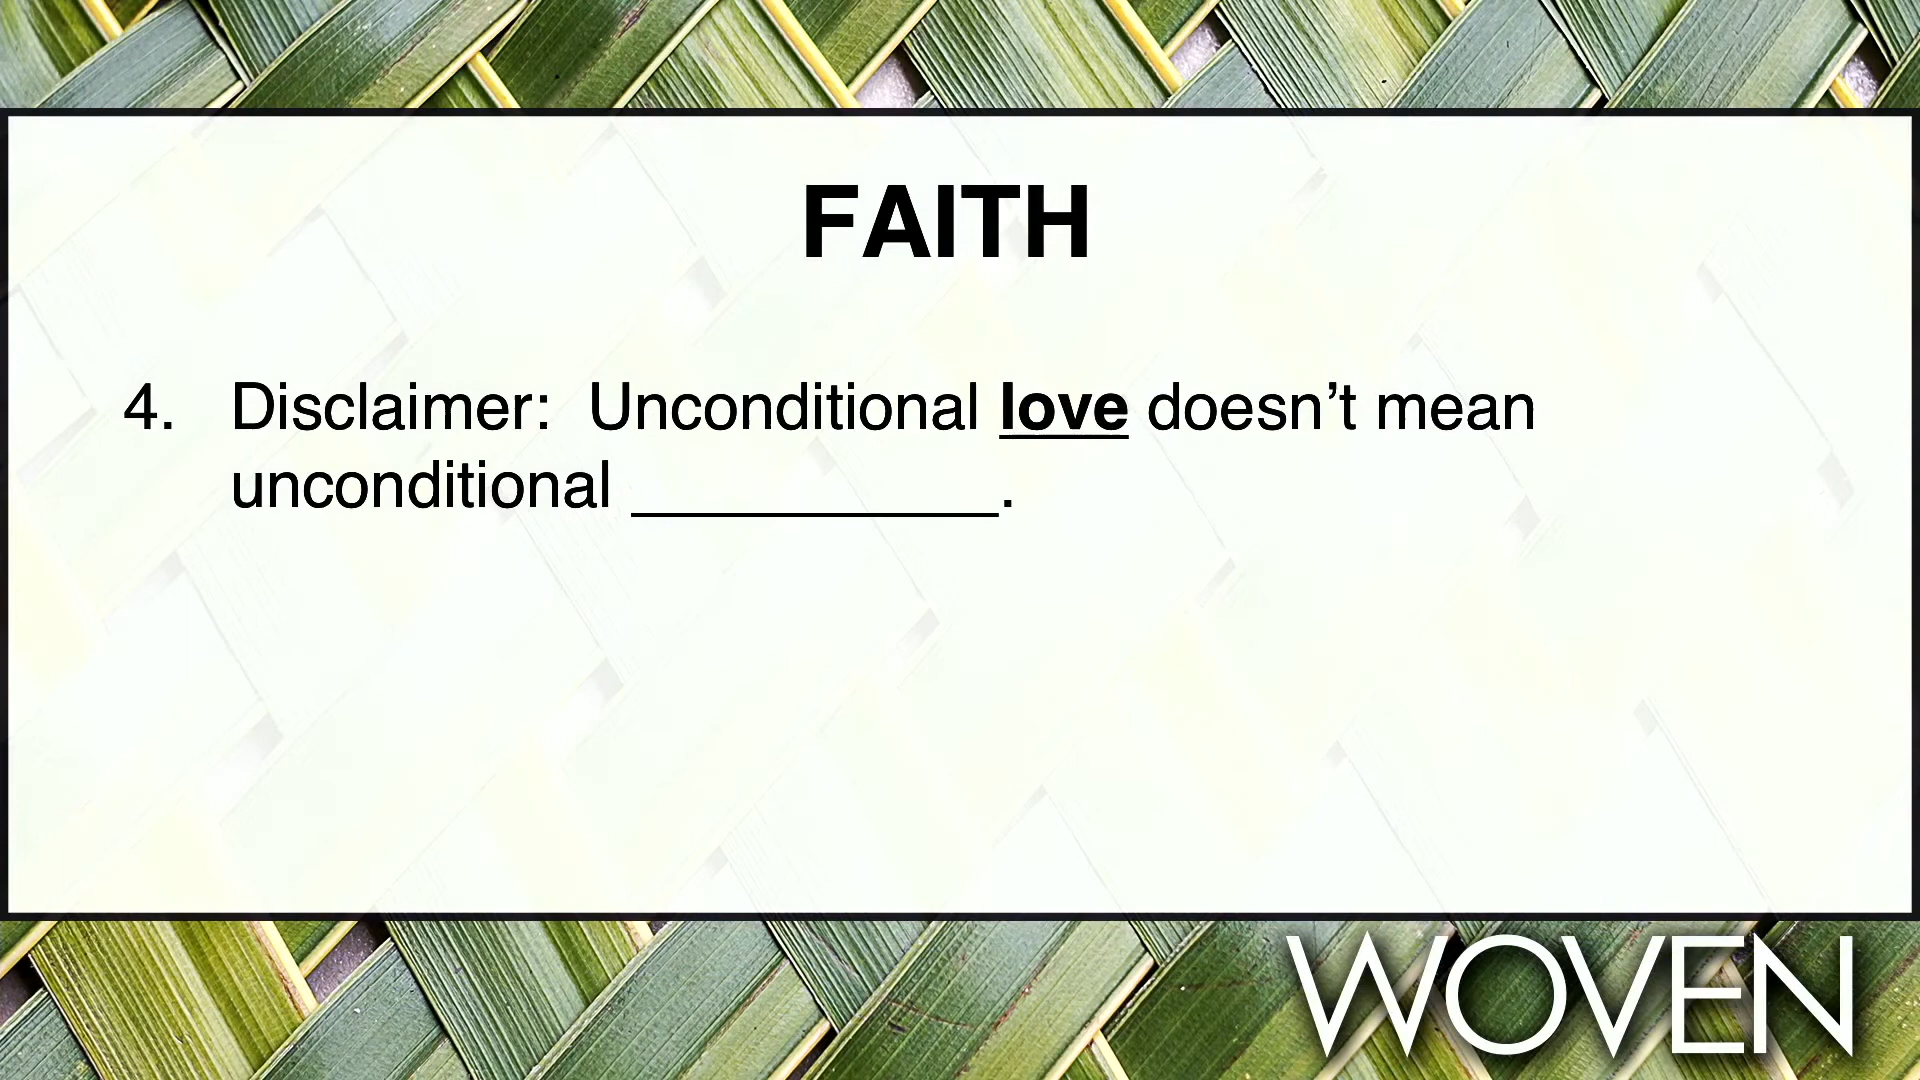 FAITH
4. Disclaimer: Unconditional love doesn’t mean
unconditional ___________.
WOVEN